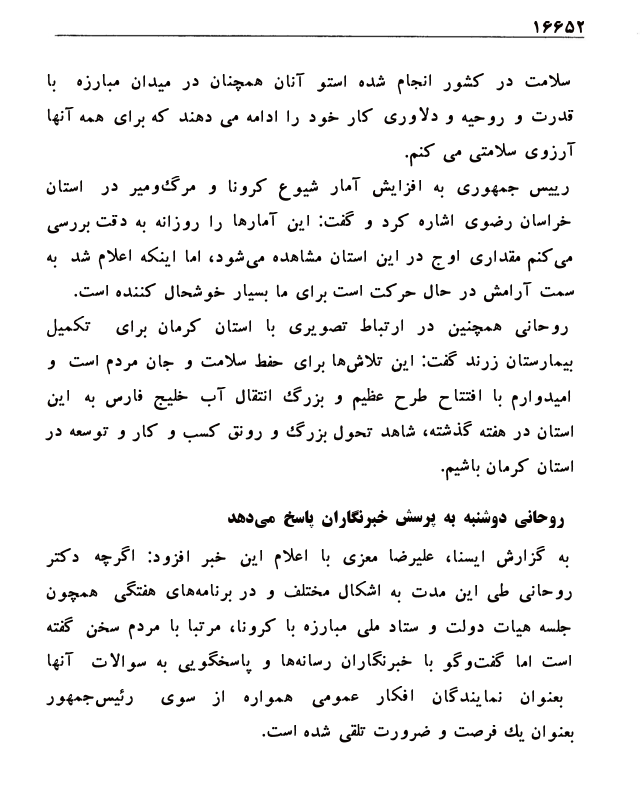 ۱۶۶۵۲
سلامت در کشور انجام شده استو آنان همچنان در میدان مبارزه با
قدرت و روحیه و دلاوری کار خود را ادامه می دهند که برای همه آنها
آرزوی سلامتی می کنم.
رییس جمهوری به افزایش آمار شیوع کرونا و مرگ‌ومیر در استان
خراسان رضوی اشاره کرد و گفت: این آمارها را روزانه به دقت بررسی
می‌کنم مقداری اوج در این استان مشاهده می‌شود، اما اینکه اعلام شد به
سمت آرامش در حال حرکت است برای ما بسیار خوشحال کننده است.
روحانی همچنین در ارتباط تصویری با استان کرمان برای تکمیل
بیمارستان زرند گفت: این تلاش‌ها برای حفط سلامت و جان مردم است و
امیدوارم با افتتاح طرح عظیم و بزرگ انتقال آب خلیج فارس به این
استان در هفته گذشته، شاهد تحول بزرگ و رونق کسب و کار و توسعه در
استان کرمان باشیم.
روحانی دوشنبه به پرسش خبرنگاران پاسخ می‌دهد
به گزارش ایسنا، علیرضا معزی با اعلام این خبر افزود: اگرچه دکتر
روحانی طی این مدت به اشکال مختلف و در برنامه‌های هفتگی همچون
جلسه هیات دولت و ستاد ملی مبارزه با کرونا، مرتبا با مردم سخن گفته
است اما گفت‌وگو با خبرنگاران رسانه‌ها و پاسخگویی به سوالات آنها
بعنوان نمایندگان افکار عمومی همواره از سوی رئیس‌جمهور
بعنوان یك فرصت و ضرورت تلقی شده است.